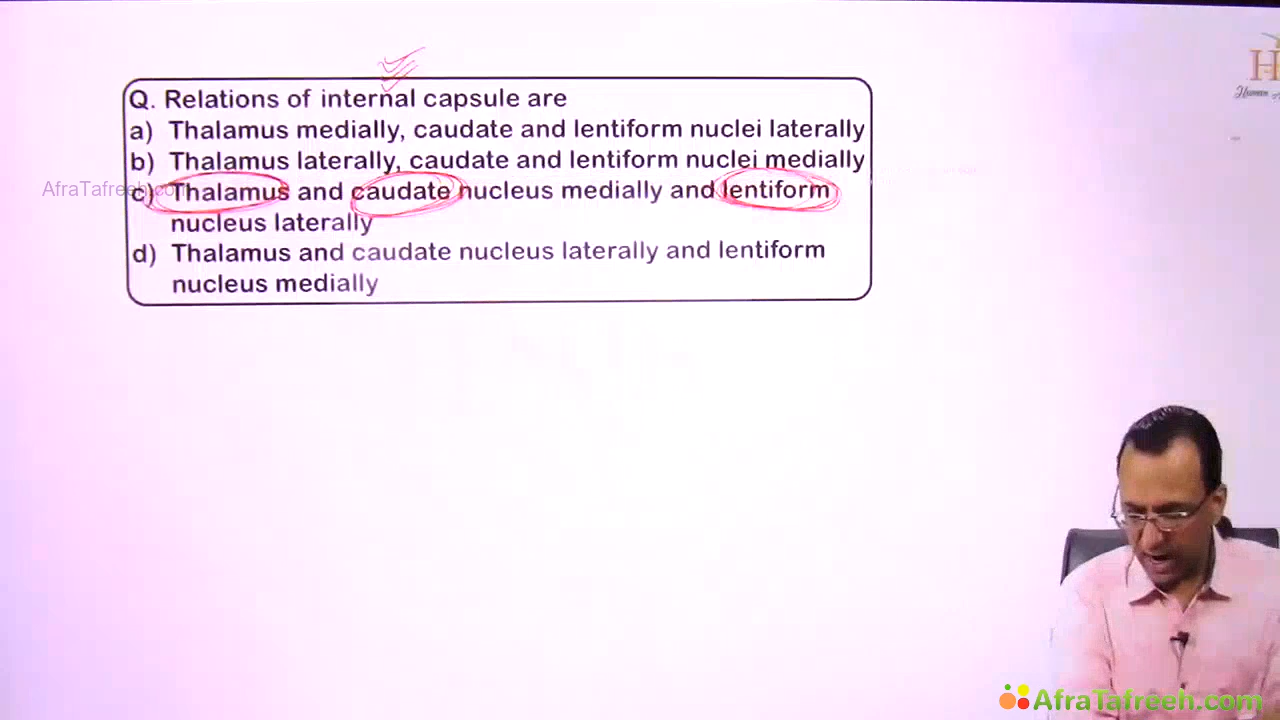 H
Q. Relations of internal capsule are
a) Thalamus medially, caudate and lentiform nuclei laterally
b) Thalamus laterally, caudate and lentiform nuclei medially
AfraTafreeh.com
c) Thalamus and caudate nucleus medially and lentiform
nucleus laterally
d) Thalamus and caudate nucleus laterally and lentiform
nucleus medially
AfraTafreeh.com